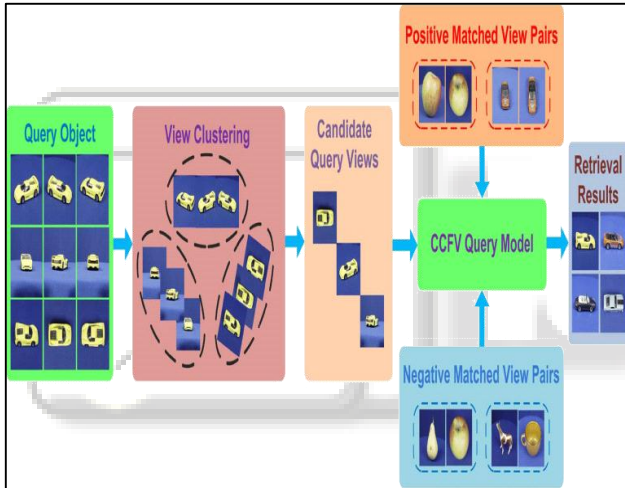 Query Object
View Clustering
Candidate
Query Views
Positive Matched View Pairs
CCFV Query Model
Negative Matched View Pairs
Retrieval
Results